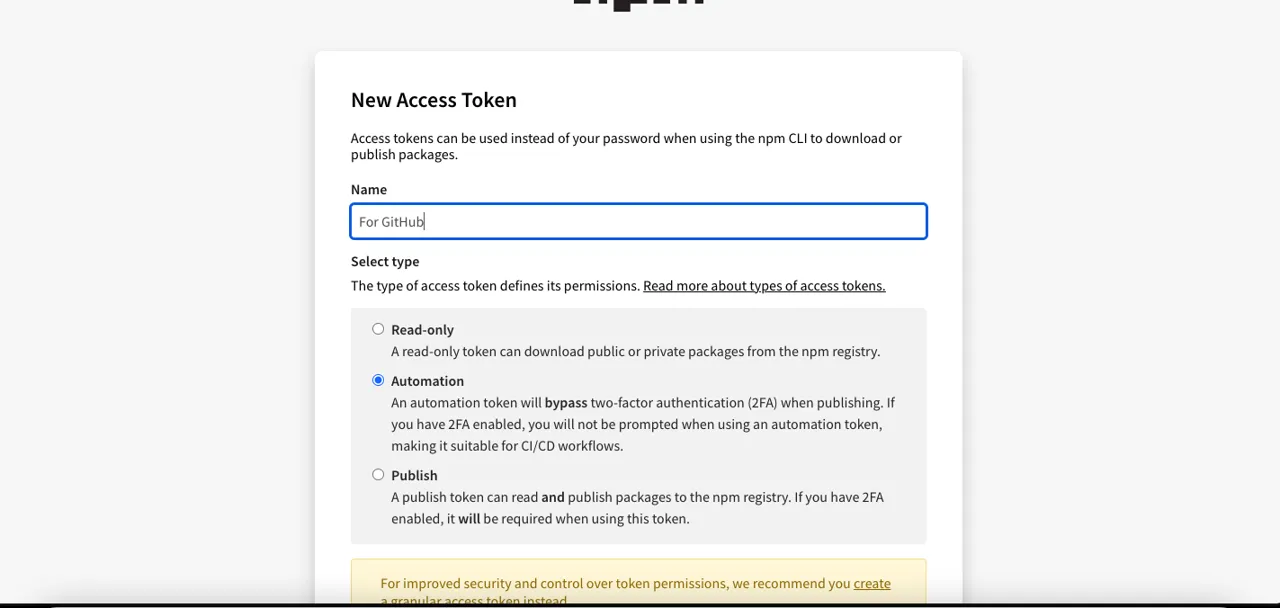 New Access Token
Access tokens can be used instead of your password when using the npm CLI to download or
publish packages.
Name
For GitHub
Select type
The type of access token defines its permissions. Read more about types of access tokens.
Read-only
A read-only token can download public or private packages from the npm registry.
Automation
An automation token will bypass two-factor authentication (2FA) when publishing. If
you have 2FA enabled, you will not be prompted when using an automation token,
making it suitable for CI/CD workflows.
Publish
A publish token can read and publish packages to the npm registry. If you have 2FA
enabled, it will be required when using this token.
For improved security and control over token permissions, we recommend you create
a granular access token instead.